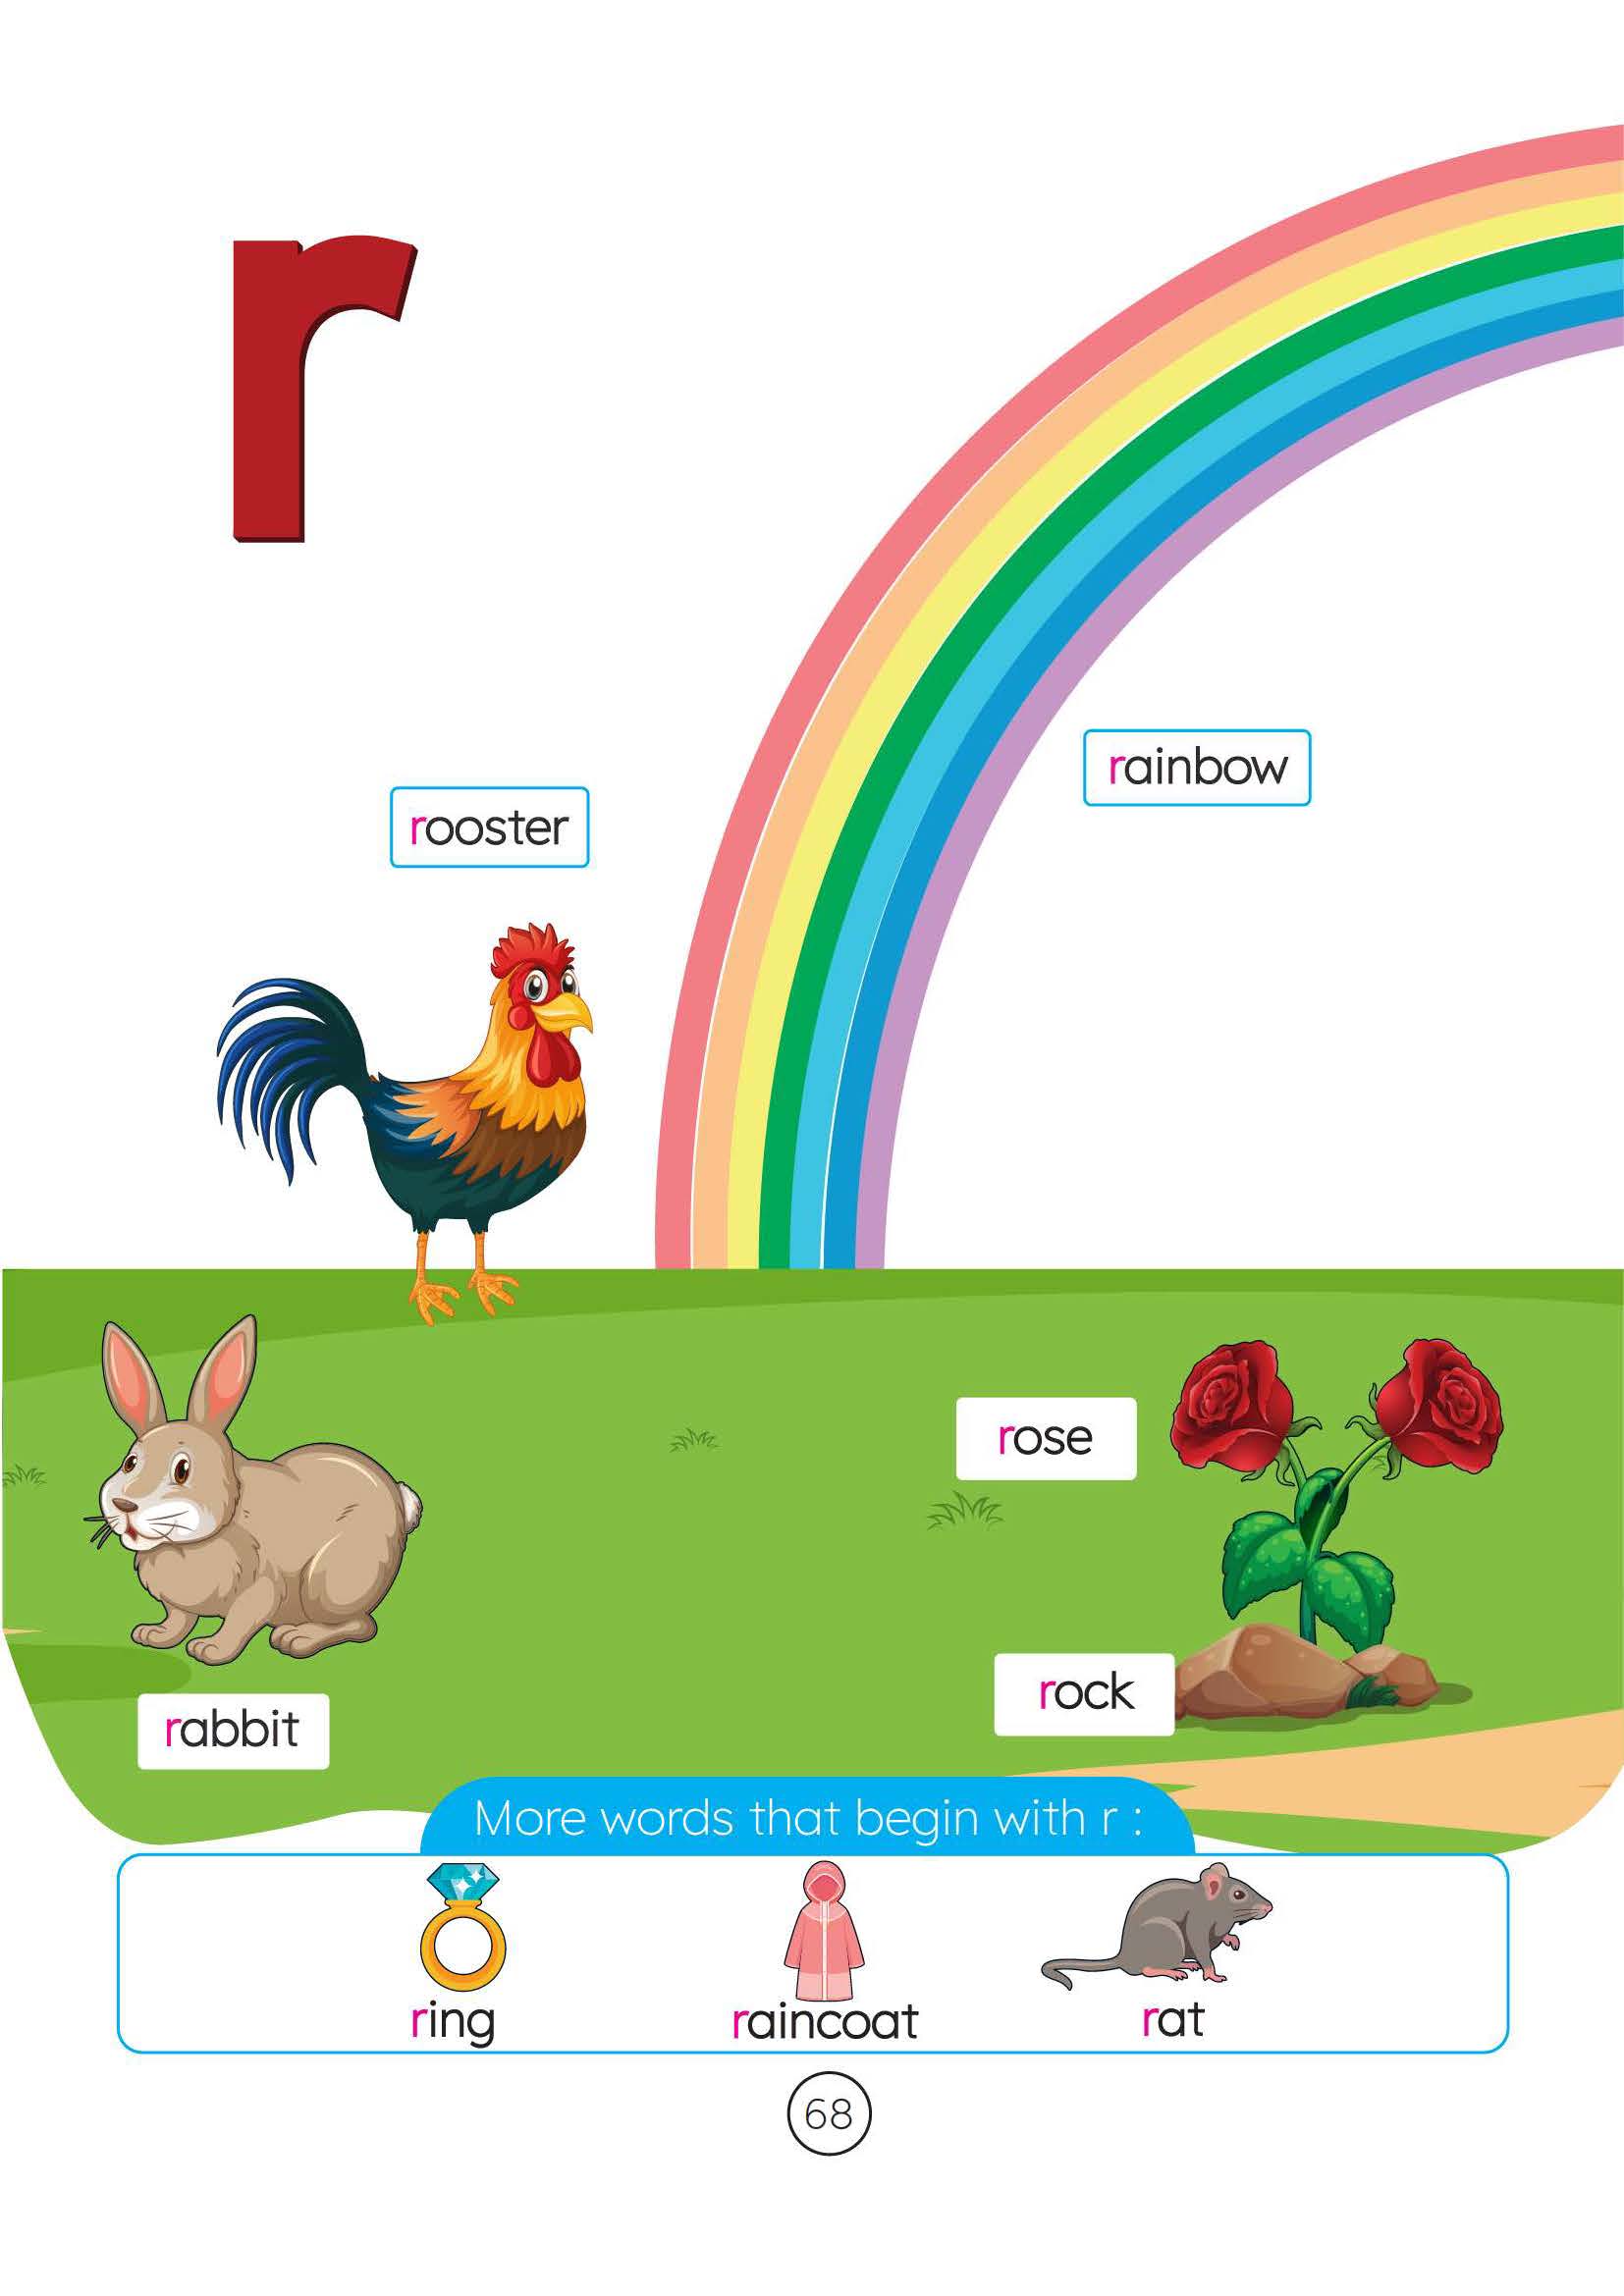 r
rainbow
rooster
rose
rock
rabbit
More words that begin with r :
ring
raincoat
rat
68